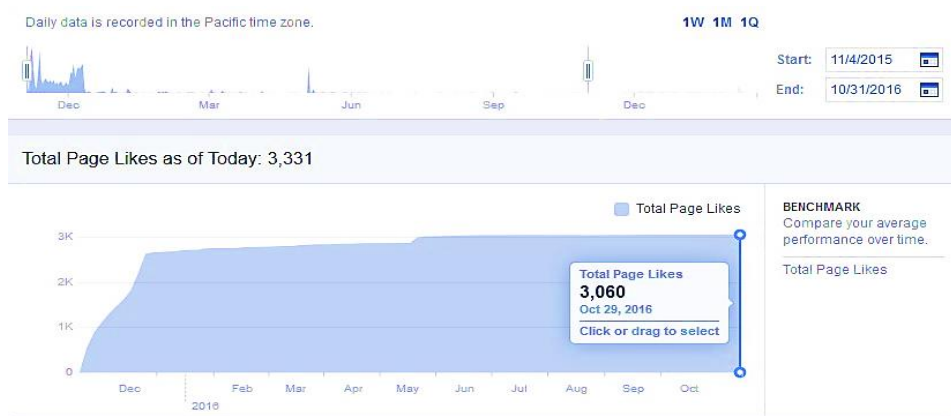 Daily data is recorded in the Pacific time zone.
1W 1M 1Q
Start: 11/4/2015
End: 10/31/2016
Dec Mar Jun Sep Dec
Total Page Likes as of Today: 3,331
Total Page Likes
BENCHMARK
Compare your average
performance over time.
Total Page Likes
3K
2K
1K
0
Total Page Likes
3,060
Oct 29, 2016
Click or drag to select
Dec Feb Mar Apr May Jun Jul Aug Sep Oct
2016